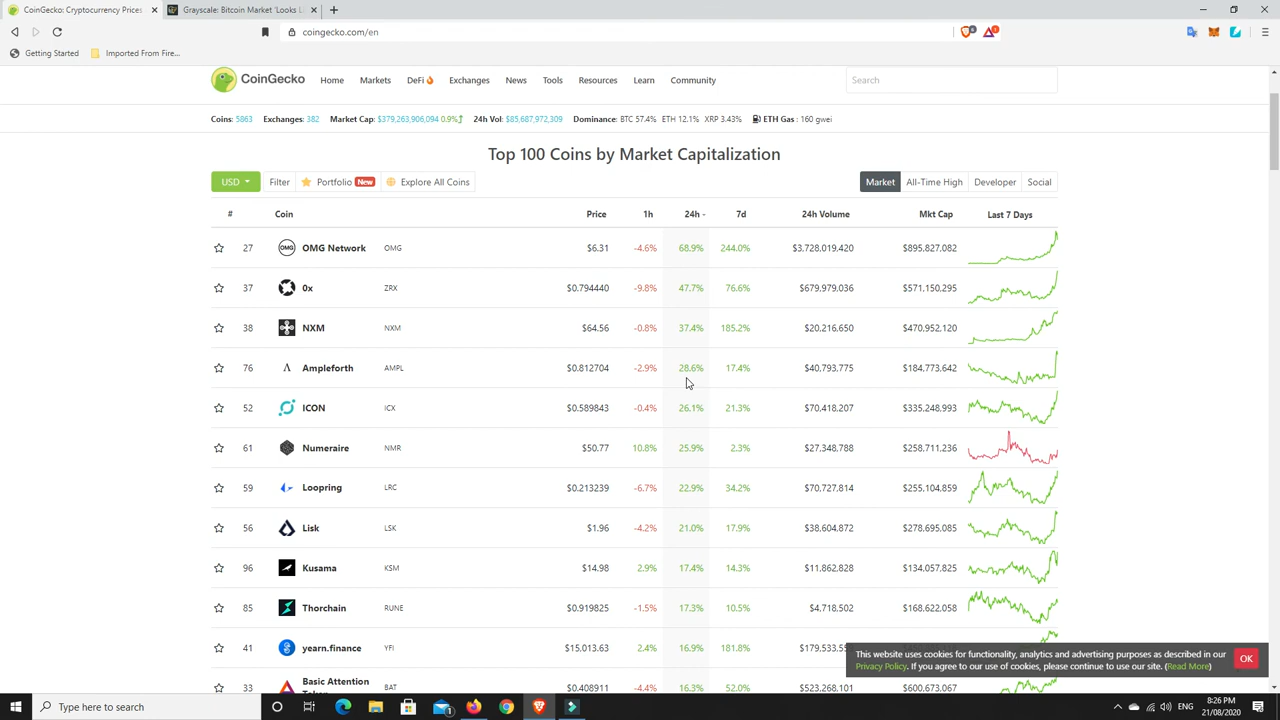 CoinGecko: Cryptocurrency Prices
Grayscale: Bitcoin Market 'Looks L
coingecko.com/en
Getting Started
Imported From Fire...
CoinGecko Home Markets DeFi Exchanges News Tools Resources Learn Community Search
Coins: 5863 Exchanges: 382 Market Cap: $379,263,906,094 0.9% 24h Vol: $85,687,972,309 Dominance: BTC 57.4% ETH 12.1% XRP 3.43% ETH Gas: 160 gwei
Top 100 Coins by Market Capitalization
USD Filter Portfolio New Explore All Coins Market All-Time High Developer Social
# Coin Price 1h 24h 7d 24h Volume Mkt Cap Last 7 Days
27 OMG Network OMG $6.31 -4.6% 68.9% 244.0% $3,728,019,420 $895,827,082
37 0x ZRX $0.794440 -9.8% 47.7% 76.6% $679,979,036 $571,150,295
38 NXM NXM $64.56 -0.8% 37.4% 185.2% $20,216,650 $470,952,120
76 Ampleforth AMPL $0.812704 -2.9% 28.6% 17.4% $40,793,775 $184,773,642
52 ICON ICX $0.589843 -0.4% 26.1% 21.3% $70,418,207 $335,248,993
61 Numeraire NMR $50.77 10.8% 25.9% 2.3% $27,348,788 $258,711,236
59 Loopring LRC $0.213239 -6.7% 22.9% 34.2% $70,727,814 $255,104,859
56 Lisk LSK $1.96 -4.2% 21.0% 17.9% $38,604,872 $278,695,085
96 Kusama KSM $14.98 2.9% 17.4% 14.3% $11,862,828 $134,057,825
85 Thorchain RUNE $0.919825 -1.5% 17.3% 10.5% $4,718,502 $168,622,058
41 yearn.finance YFI $15,013.63 2.4% 16.9% 181.8%
33 Basic Attention BAT $0.408911 -4.4% 16.3% 52.0% $523,268,101 $600,673,067
This website uses cookies for functionality, analytics and advertising purposes as described in our
Privacy Policy. If you agree to our use of cookies, please continue to use our site. (Read More)
OK
Type here to search
ENG
8:26 PM
21/08/2020